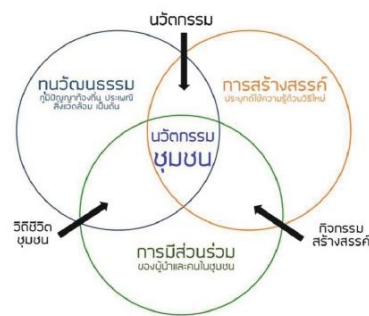 นวัตกรรม
ทุนวัฒนธรรม
ภูมิปัญญาท้องถิ่น ประเพณี
สิ่งแวดล้อม เป็นต้น
การสร้างสรรค์
ประยุกต์ใช้ความรู้ด้วยวิธีใหม่
นวัตกรรม
ชุมชน
วิถีชีวิต
ชุมชน
การมีส่วนร่วม
ของผู้นำและคนในชุมชน
กิจกรรม
สร้างสรรค์